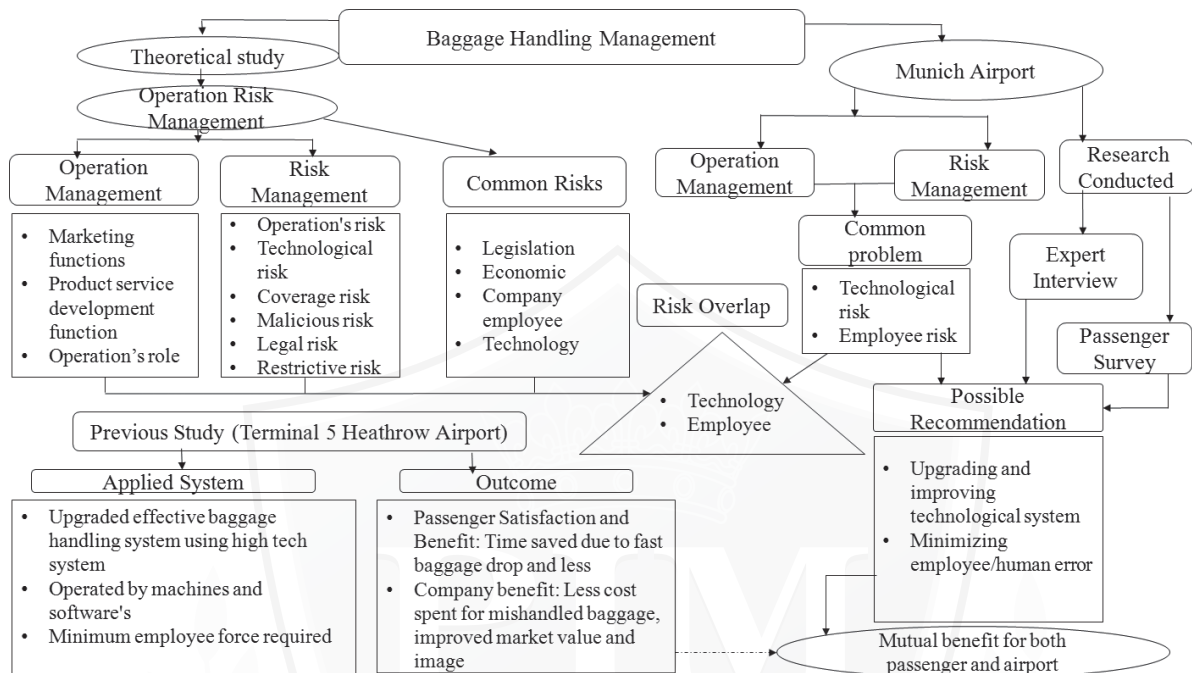 Baggage Handling Management
Theoretical study
Operation Risk
Management
Operation
Management
• Marketing
functions
• Product service
development
function
• Operation’s role
Risk
Management
• Operation's risk
• Technological
risk
• Coverage risk
• Malicious risk
• Legal risk
• Restrictive risk
Common Risks
• Legislation
• Economic
• Company
employee
• Technology
Munich Airport
Operation
Management
Risk
Management
Research
Conducted
Common
problem
• Technological
risk
• Employee risk
Expert
Interview
Passenger
Survey
Risk Overlap
• Technology
• Employee
Possible
Recommendation
• Upgrading and
improving
technological system
• Minimizing
employee/human error
Previous Study (Terminal 5 Heathrow Airport)
Applied System
• Upgraded effective baggage
handling system using high tech
system
• Operated by machines and
software's
• Minimum employee force required
Outcome
• Passenger Satisfaction and
Benefit: Time saved due to fast
baggage drop and less
• Company benefit: Less cost
spent for mishandled baggage,
improved market value and
image
Mutual benefit for both
passenger and airport